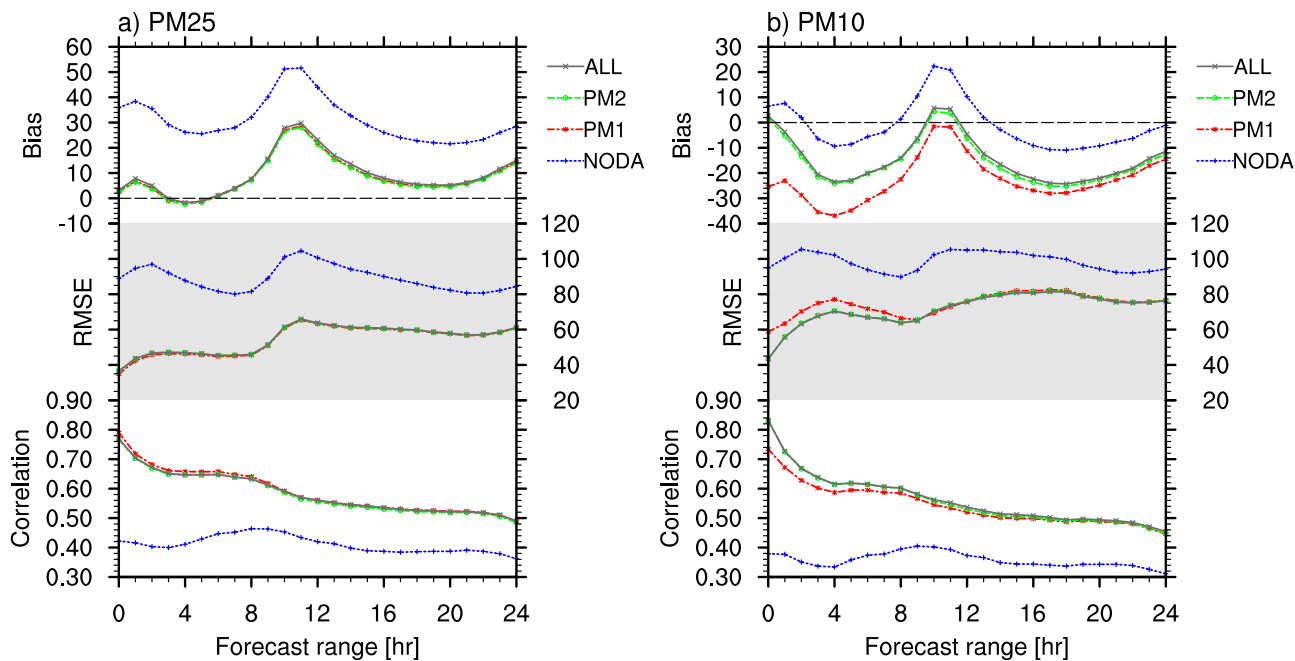 a) PM25
60
50
40
30
20
10
0
-10
Bias
ALL
PM2
PM1
NODA
120
100
80
60
40
20
RMSE
0.90
0.80
0.70
0.60
0.50
0.40
0.30
Correlation
0 4 8 12 16 20 24
Forecast range [hr]
b) PM10
30
20
10
0
-10
-20
-30
-40
Bias
ALL
PM2
PM1
NODA
120
100
80
60
40
20
RMSE
0.90
0.80
0.70
0.60
0.50
0.40
0.30
Correlation
0 4 8 12 16 20 24
Forecast range [hr]